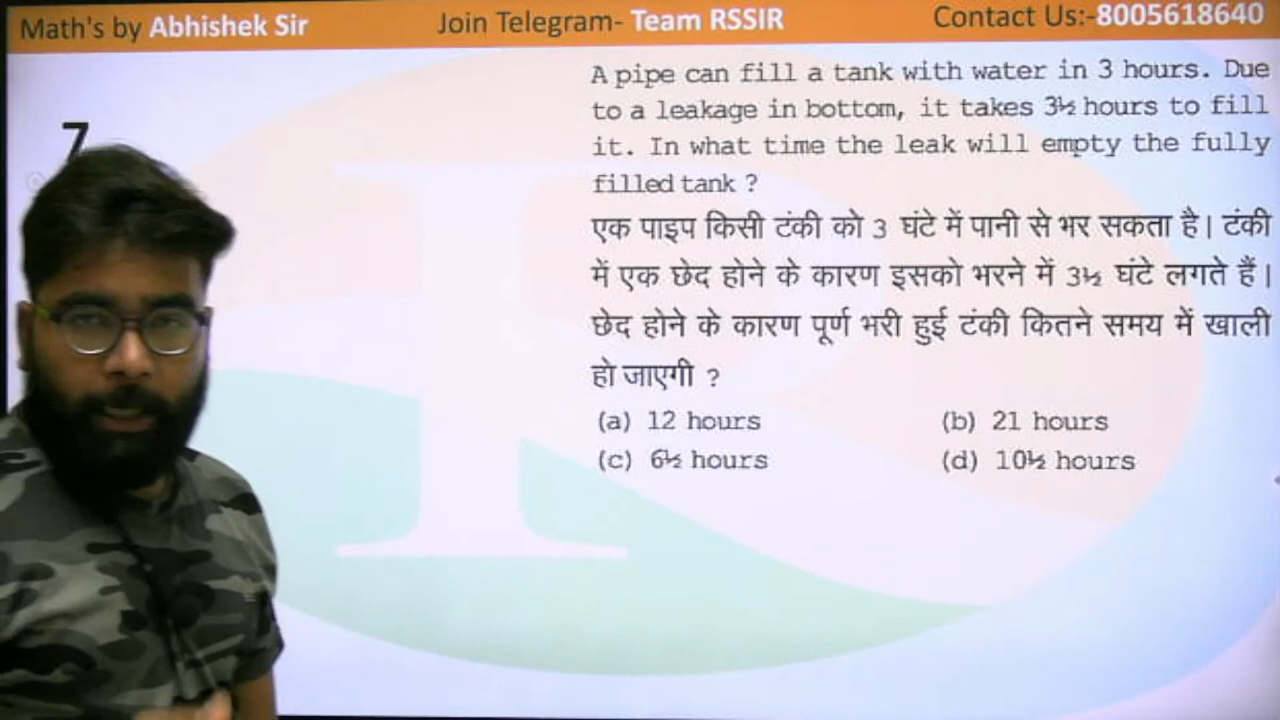 Math's by Abhishek Sir
Join Telegram- Team RSSIR
Contact Us:-8005618640
7
A pipe can fill a tank with water in 3 hours. Due
to a leakage in bottom, it takes 3½ hours to fill
it. In what time the leak will empty the fully
filled tank ?
एक पाइप किसी टंकी को 3 घंटे में पानी से भर सकता है। टंकी
में एक छेद होने के कारण इसको भरने में 3½ घंटे लगते हैं।
छेद होने के कारण पूर्ण भरी हुई टंकी कितने समय में खाली
हो जाएगी ?
(a) 12 hours
(b) 21 hours
(c) 6½ hours
(d) 10½ hours